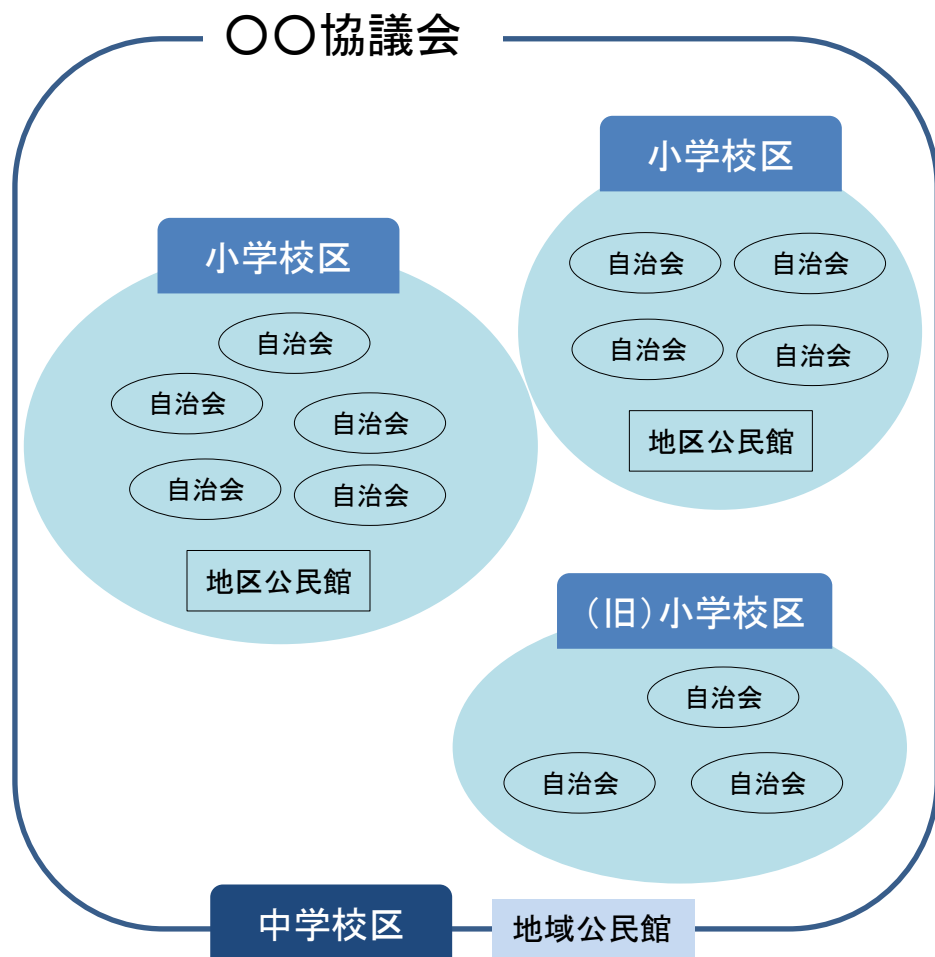 〇〇協議会
小学校区
自治会
自治会
自治会
自治会
地区公民館
小学校区
自治会
自治会
自治会
自治会
自治会
地区公民館
（旧）小学校区
自治会
自治会
自治会
中学校区
地域公民館